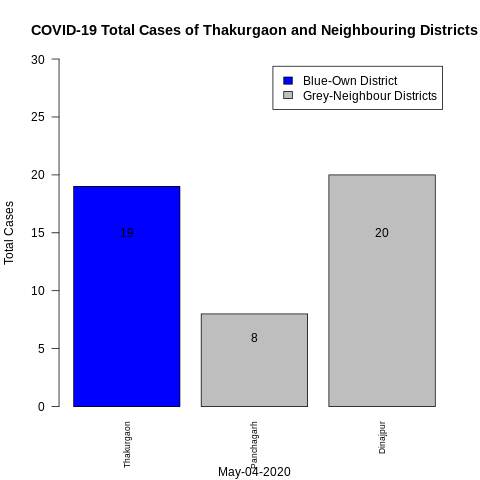 COVID-19 Total Cases of Thakurgaon and Neighbouring Districts
30
25
20
15
10
5
0
Total Cases
Blue-Own District
Grey-Neighbour Districts
19
8
20
Thakurgaon
Panchagarh
Dinajpur
May-04-2020